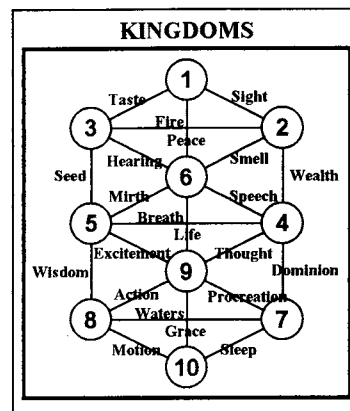 KINGDOMS
1
Taste Sight
3 Fire 2
Peace
Hearing Smell
Seed 6 Wealth
Mirth Speech
5 Breath 4
Life
Excitement Thought
Wisdom 9 Dominion
Action Procreation
8 Waters 7
Grace
Motion Sleep
10